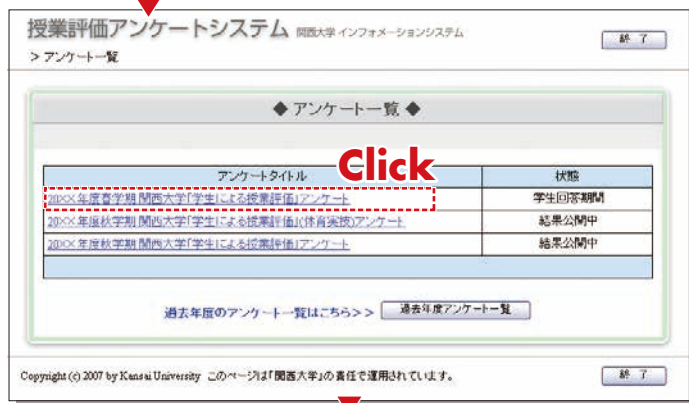 授業評価アンケートシステム 関西大学 インフォメーションシステム
終 了
> アンケート一覧
◆ アンケート一覧 ◆
Click
アンケートタイトル 状態
20XX 年度春学期 関西大学「学生による授業評価」アンケート 学生回答期間
20XX 年度秋学期 関西大学「学生による授業評価」(体育実技)アンケート 結果公開中
20XX 年度秋学期 関西大学「学生による授業評価」アンケート 結果公開中
過去年度のアンケート一覧はこちら>> 過去年度アンケート一覧
Copyright (c) 2007 by Kansai University このページは「関西大学」の責任で運用されています。
終 了